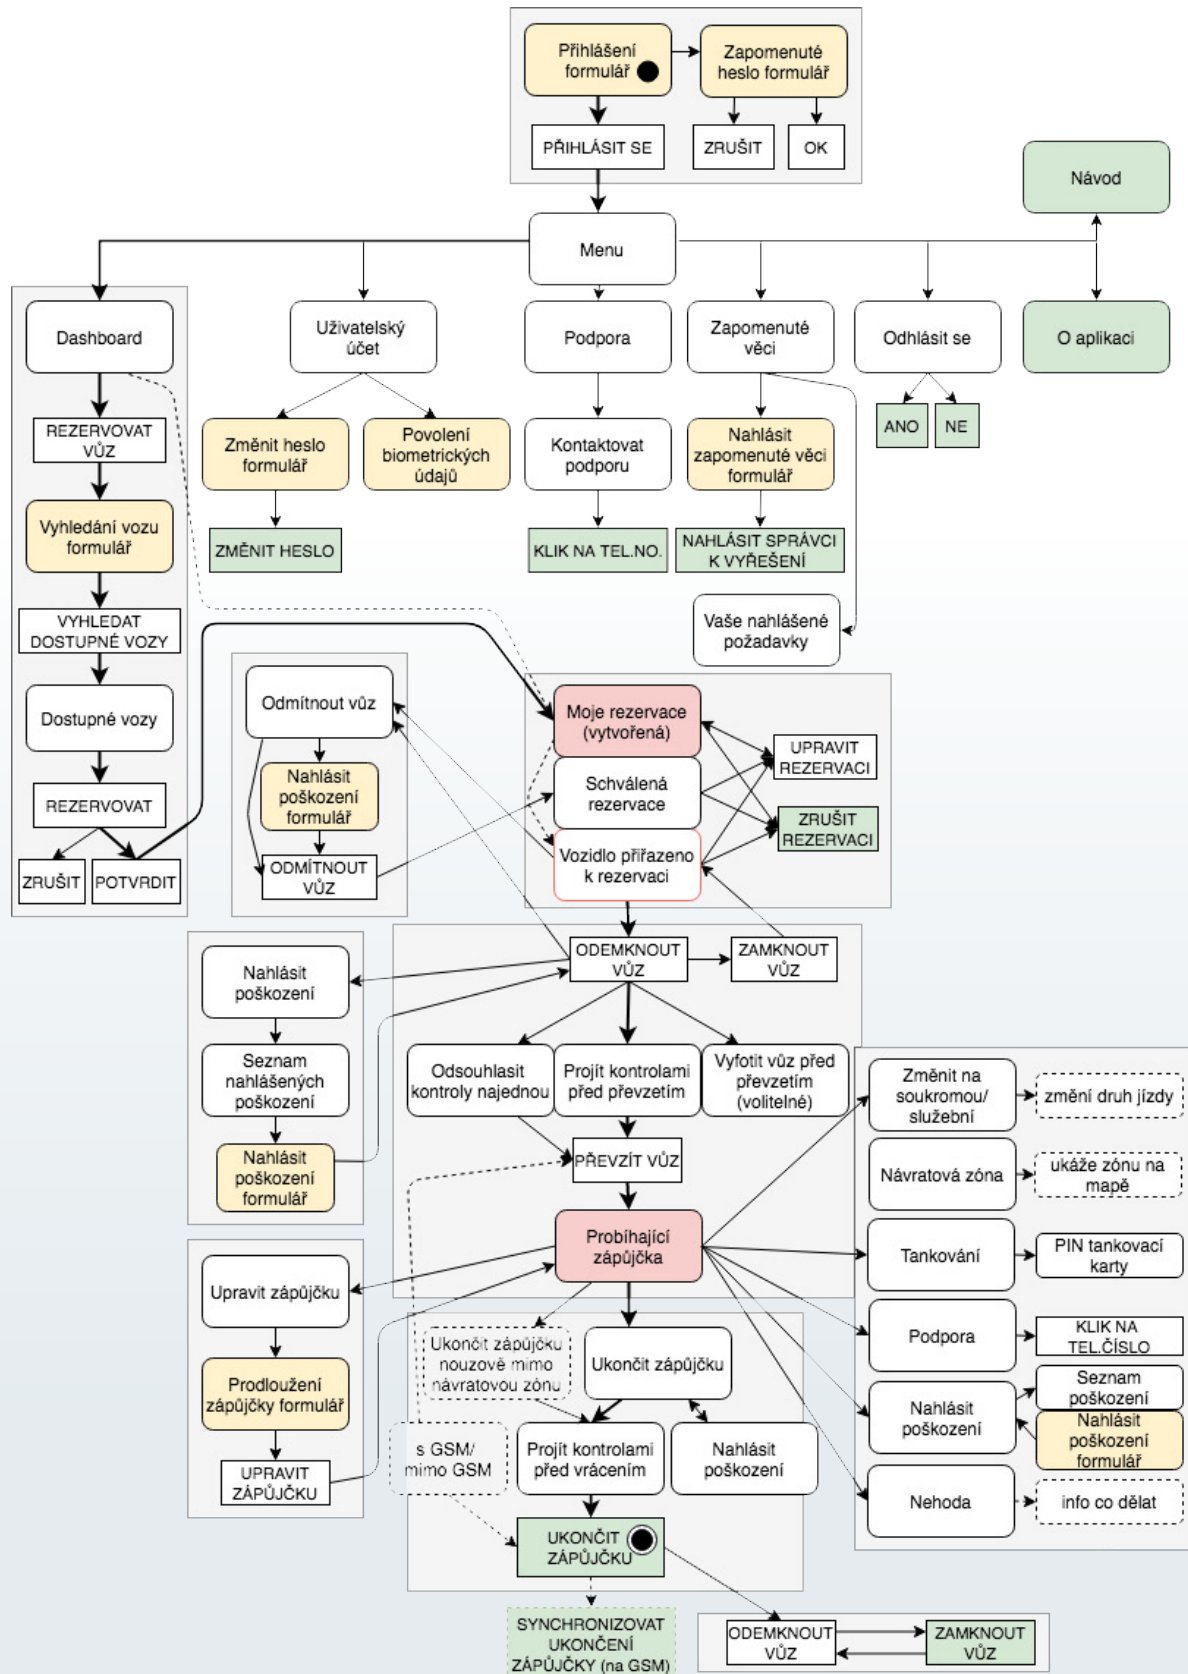 Přihlášení
formulář
Zapomenuté
heslo formulář
PŘIHLÁSIT SE
ZRUŠIT
OK
Návod
Menu
Dashboard
Uživatelský
účet
Podpora
Zapomenuté
věci
Odhlásit se
O aplikaci
REZERVOVAT
VŮZ
Změnit heslo
formulář
Povolení
biometrických
údajů
Kontaktovat
podporu
Nahlásit
zapomenuté věci
formulář
ANO
NE
Vyhledání vozu
formulář
ZMĚNIT HESLO
KLIK NA TEL.NO.
NAHLÁSIT SPRÁVCI
K VYŘEŠENÍ
VYHLEDAT
DOSTUPNÉ VOZY
Vaše nahlášené
požadavky
Dostupné vozy
Odmítnout vůz
Moje rezervace
(vytvořená)
UPRAVIT
REZERVACI
REZERVOVAT
Nahlásit
poškození
formulář
Schválená
rezervace
ZRUŠIT
REZERVACI
ZRUŠIT
POTVRDIT
ODMÍTNOUT
VŮZ
Vozidlo přiřazeno
k rezervaci
Nahlásit
poškození
ODEMKNOUT
VŮZ
ZAMKNOUT
VŮZ
Seznam
nahlášených
poškození
Odsouhlasit
kontroly najednou
Projít kontrolami
před převzetím
Vyfotit vůz před
převzetím
(volitelné)
Změnit na
soukromou/
služební
změní druh jízdy
Nahlásit
poškození
formulář
PŘEVZÍT VŮZ
Návratová zóna
ukáže zónu na
mapě
Probíhající
zápůjčka
Tankování
PIN tankovací
karty
Upravit zápůjčku
Ukončit zápůjčku
nouzově mimo
návratovou zónu
Ukončit zápůjčku
Podpora
KLIK NA
TEL.ČÍSLO
Prodloužení
zápůjčky formulář
Nahlásit
poškození
Seznam
poškození
Nahlásit
poškození
formulář
s GSM/
mimo GSM
Projít kontrolami
před vrácením
Nahlásit
poškození
UPRAVIT
ZÁPŮJČKU
Nehoda
info co dělat
UKONČIT
ZÁPŮJČKU
SYNCHRONIZOVAT
UKONČENÍ
ZÁPŮJČKY (na GSM)
ODEMKNOUT
VŮZ
ZAMKNOUT
VŮZ